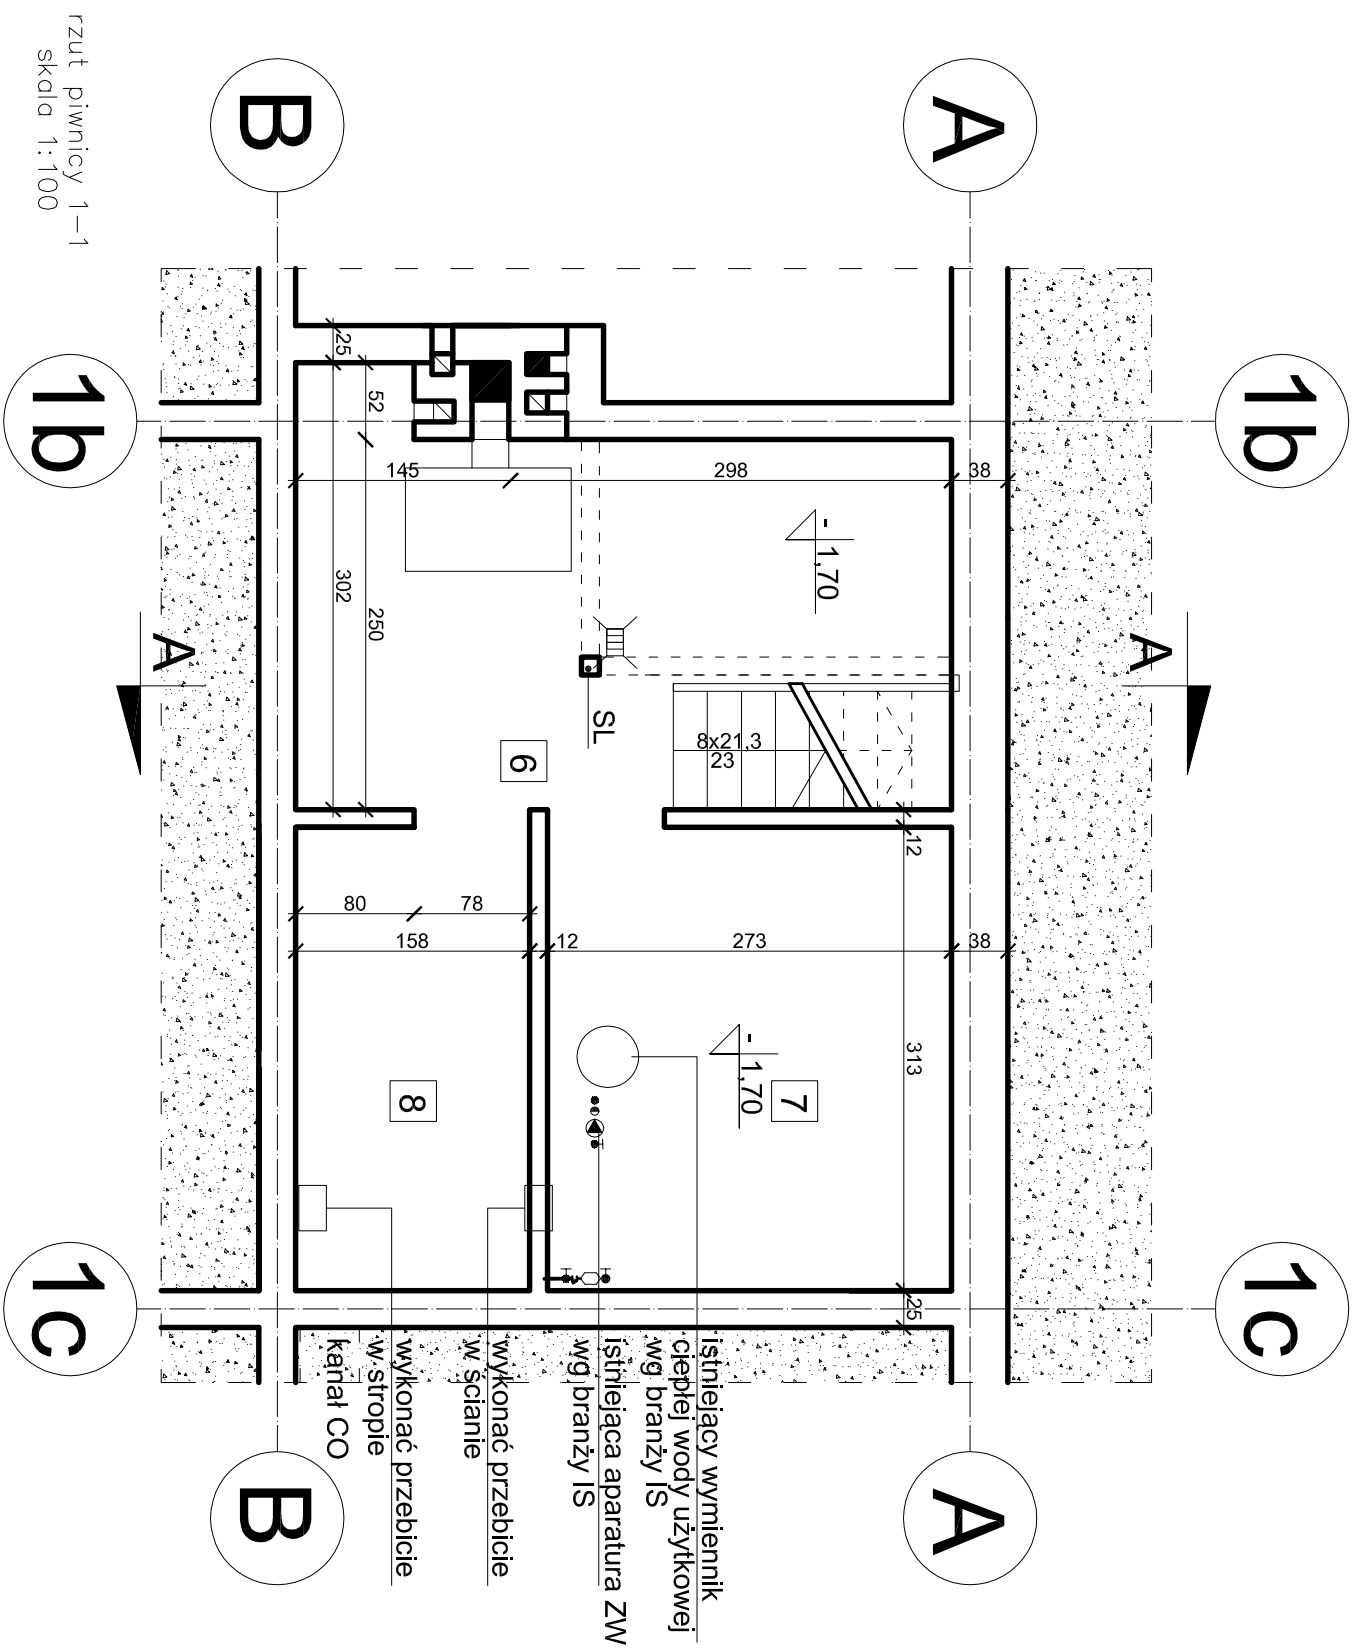 rzut piwnicy 1-1
skala 1:100
B
A
1b
1b
25
52
145
298
38
302
250
-
1,70
A
A
SL
8x21,3
23
6
12
80
78
158
12
273
38
313
-
1,70
7
8
25
1c
1c
istniejący wymiennik
ciepłej wody użytkowej
wg branży IS
istniejąca aparatura ZW
wg branży IS
wykonać przebicie
w ścianie
wykonać przebicie
w stropie
kanał CO
B
A